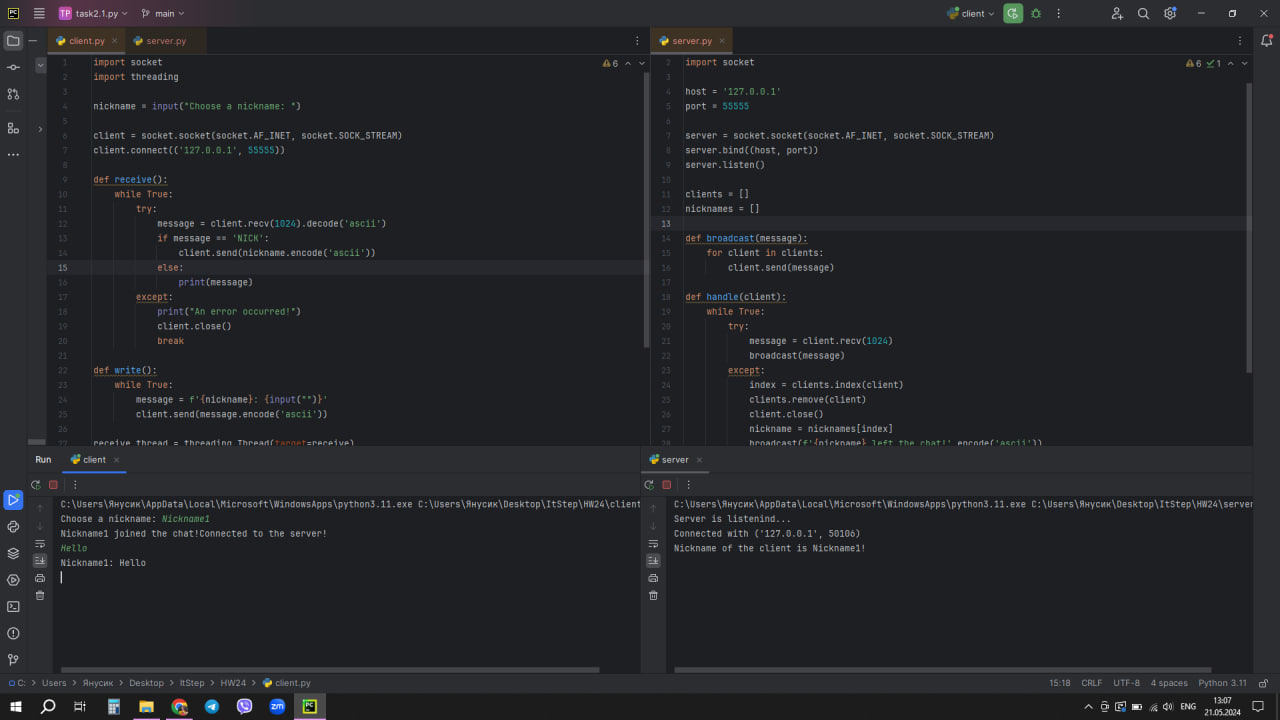 TP task2.1.py main client
client.py server.py server.py
6
6 1
1 import socket
2 import threading
3
4 nickname = input("Choose a nickname: ")
5
6 client = socket.socket(socket.AF_INET, socket.SOCK_STREAM)
7 client.connect(('127.0.0.1', 55555))
8
9 def receive():
10 while True:
11 try:
12 message = client.recv(1024).decode('ascii')
13 if message == 'NICK':
14 client.send(nickname.encode('ascii'))
15 else:
16 print(message)
17 except:
18 print("An error occurred!")
19 client.close()
20 break
21
22 def write():
23 while True:
24 message = f'{nickname}: {input("")}'
25 client.send(message.encode('ascii'))
26
27 receive_thread = threading.Thread(target=receive)
2 import socket
3
4 host = '127.0.0.1'
5 port = 55555
6
7 server = socket.socket(socket.AF_INET, socket.SOCK_STREAM)
8 server.bind((host, port))
9 server.listen()
10
11 clients = []
12 nicknames = []
13
14 def broadcast(message):
15 for client in clients:
16 client.send(message)
17
18 def handle(client):
19 while True:
20 try:
21 message = client.recv(1024)
22 broadcast(message)
23 except:
24 index = clients.index(client)
25 clients.remove(client)
26 client.close()
27 nickname = nicknames[index]
28 broadcast(f'{nickname} left the chat!'.encode('ascii'))
Run client
C:\Users\Янусик\AppData\Local\Microsoft\WindowsApps\python3.11.exe C:\Users\Янусик\Desktop\ItStep\HW24\client
Choose a nickname: Nickname1
Nickname1 joined the chat!Connected to the server!
Hello
Nickname1: Hello
server
C:\Users\Янусик\AppData\Local\Microsoft\WindowsApps\python3.11.exe C:\Users\Янусик\Desktop\ItStep\HW24\server
Server is listenind...
Connected with ('127.0.0.1', 50106)
Nickname of the client is Nickname1!
C: > Users > Янусик > Desktop > ItStep > HW24 > client.py 15:18 CRLF UTF-8 4 spaces Python 3.11
zm PC ENG 13:07
21.05.2024